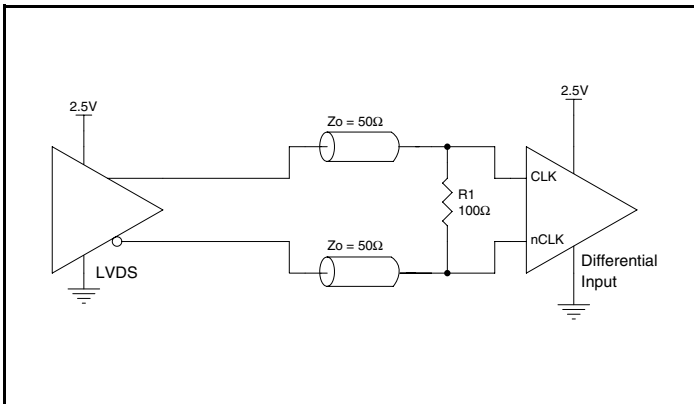 2.5V
2.5V
Zo = 50Ω
CLK
R1
100Ω
Zo = 50Ω
nCLK
LVDS
Differential
Input